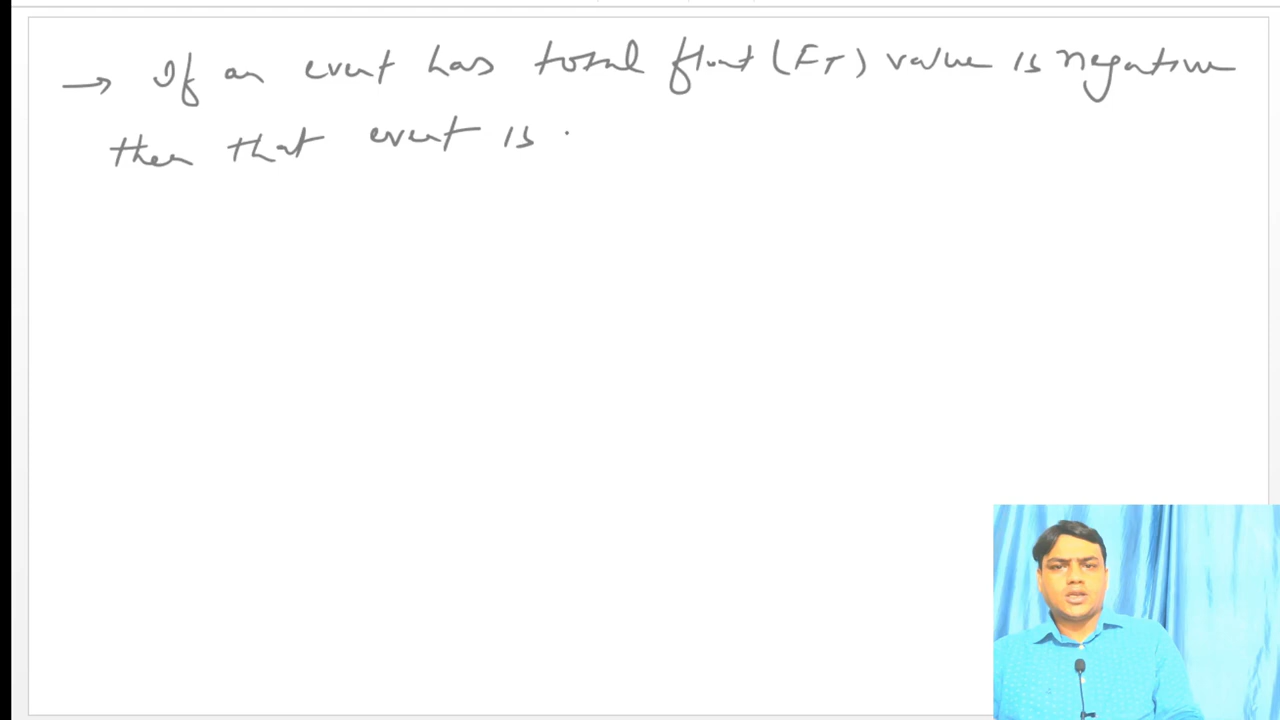 → If an event has total float (FT) value is negative
then that event is .